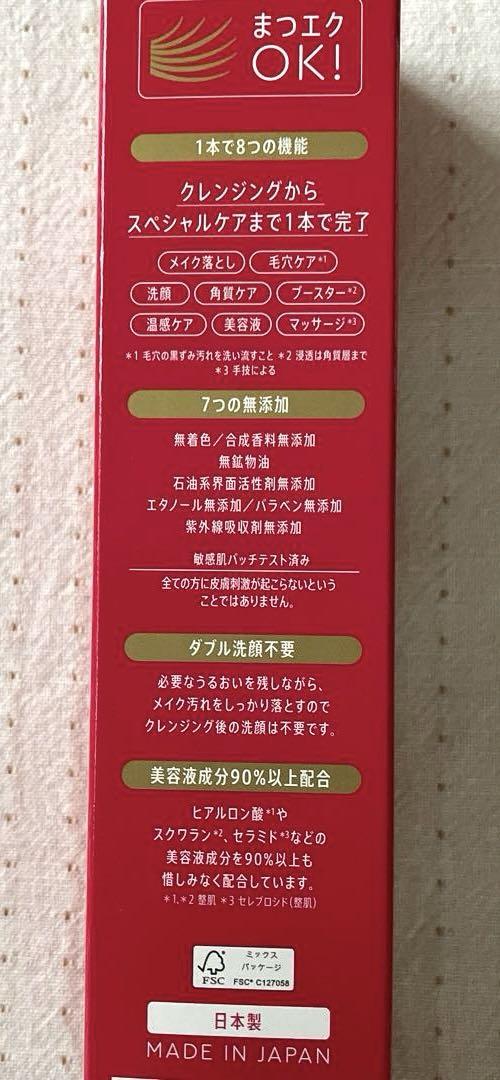 まつエク
OK!
1本で8つの機能
クレンジングから
スペシャルケアまで1本で完了
メイク落とし 毛穴ケア*1
洗顔 角質ケア ブースター*2
温感ケア 美容液 マッサージ*3
*1 毛穴の黒ずみ汚れを洗い流すこと *2 浸透は角質層まで
*3 手技による
7つの無添加
無着色/合成香料無添加
無鉱物油
石油系界面活性剤無添加
エタノール無添加/パラベン無添加
紫外線吸収剤無添加
敏感肌パッチテスト済み
全ての方に皮膚刺激が起こらないという
ことではありません。
ダブル洗顔不要
必要なうるおいを残しながら、
メイク汚れをしっかり落とすので
クレンジング後の洗顔は不要です。
美容液成分90%以上配合
ヒアルロン酸*1や
スクワラン*2、セラミド*3などの
美容液成分を90%以上も
惜しみなく配合しています。
*1,*2 整肌 *3 セレブロシド(整肌)
ミックス
パッケージ
FSC FSC® C127058
日本製
MADE IN JAPAN